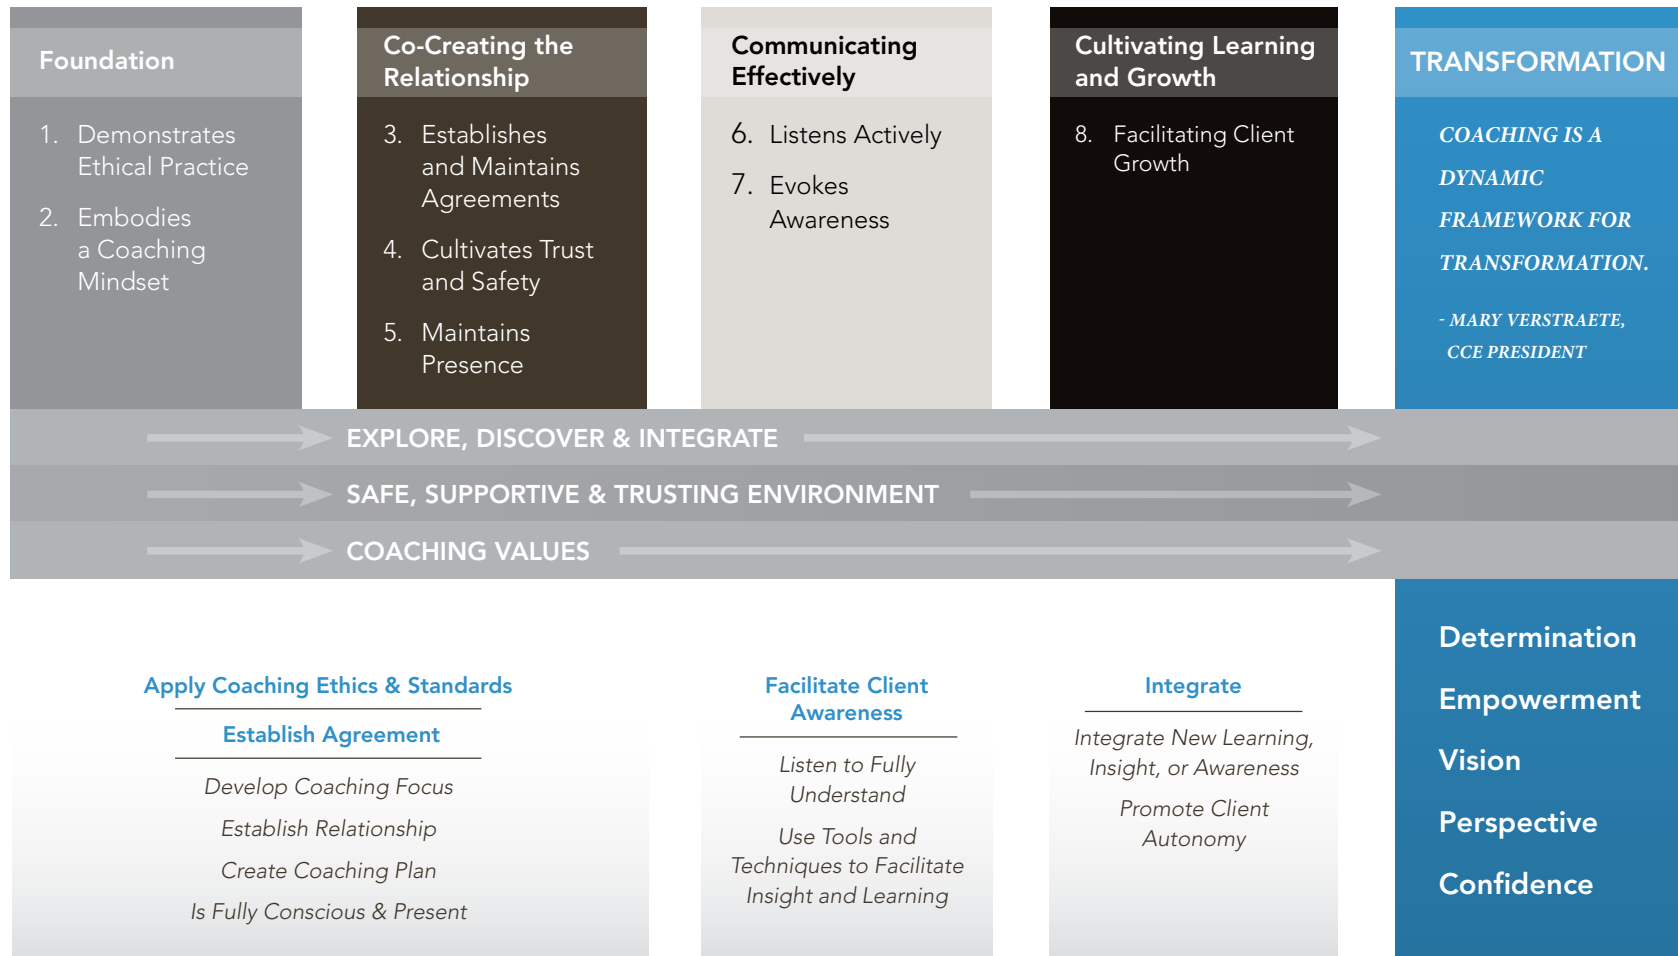 Foundation
1. Demonstrates
Ethical Practice
2. Embodies
a Coaching
Mindset
Co-Creating the
Relationship
3. Establishes
and Maintains
Agreements
4. Cultivates Trust
and Safety
5. Maintains
Presence
Communicating
Effectively
6. Listens Actively
7. Evokes
Awareness
Cultivating Learning
and Growth
8. Facilitating Client
Growth
TRANSFORMATION
COACHING IS A
DYNAMIC
FRAMEWORK FOR
TRANSFORMATION.
- MARY VERSTRAETE,
CCE PRESIDENT
EXPLORE, DISCOVER & INTEGRATE
SAFE, SUPPORTIVE & TRUSTING ENVIRONMENT
COACHING VALUES
Apply Coaching Ethics & Standards
Establish Agreement
Develop Coaching Focus
Establish Relationship
Create Coaching Plan
Is Fully Conscious & Present
Facilitate Client
Awareness
Listen to Fully
Understand
Use Tools and
Techniques to Facilitate
Insight and Learning
Integrate
Integrate New Learning,
Insight, or Awareness
Promote Client
Autonomy
Determination
Empowerment
Vision
Perspective
Confidence